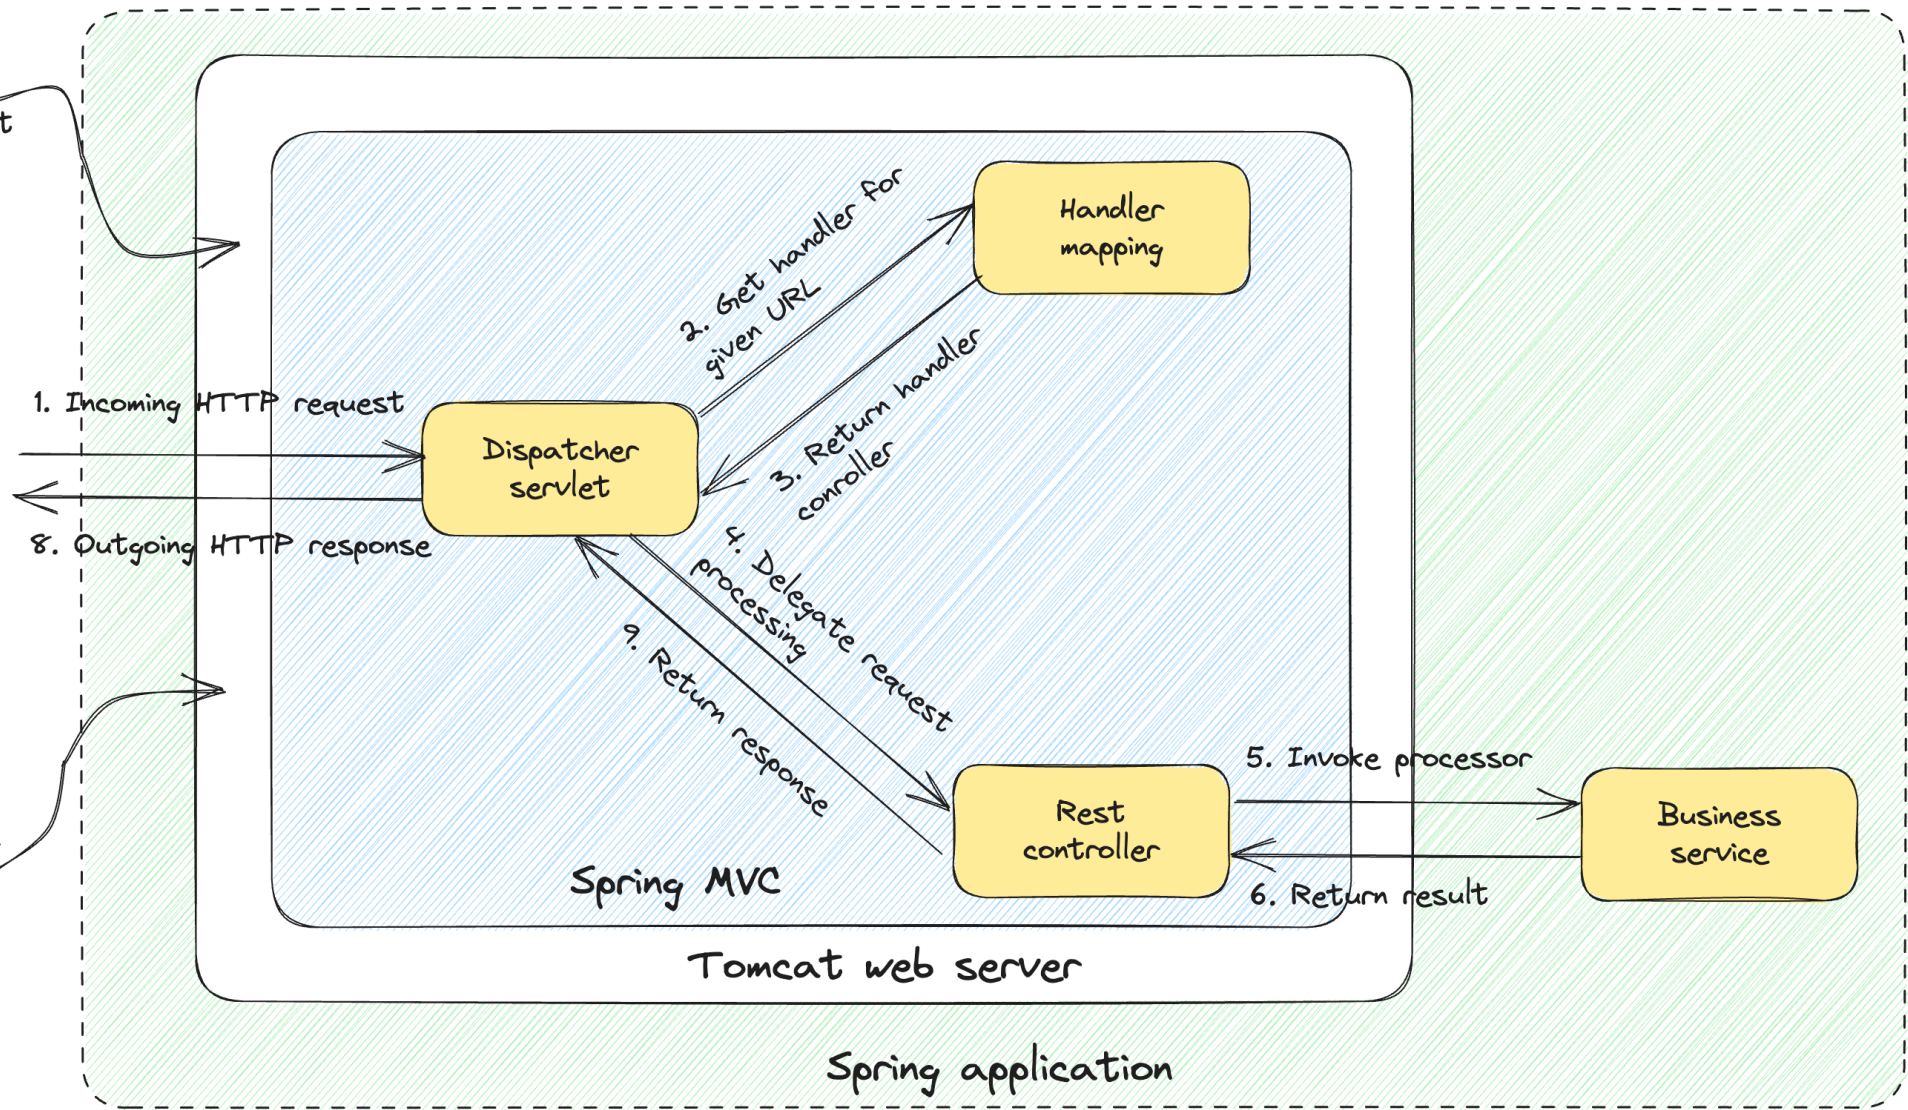 t
Handler
mapping
2. Get handler for
given URL
3. Return handler
conroller
1. Incoming HTTP request
Dispatcher
servlet
8. Outgoing HTTP response
4. Delegate request
processing
9. Return response
5. Invoke processor
Rest
controller
Business
service
6. Return result
Spring MVC
Tomcat web server
Spring application